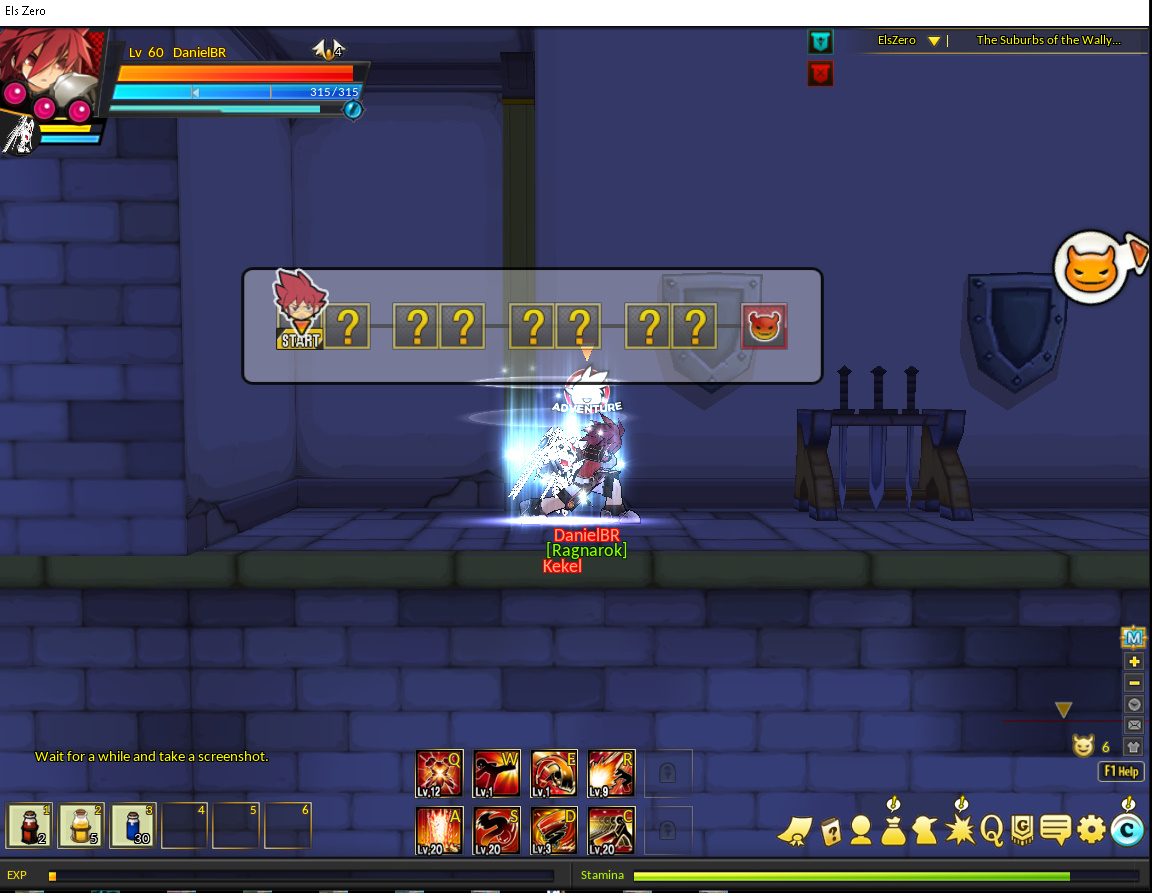 Els Zero
Lv 60 DanielBR
4
ElsZero
The Suburbs of the Wally...
315/315
START ? ? ? ? ? ? ?
ADVENTURE
DanielBR
[Ragnarok]
Kekel
M
6
F1 Help
Wait for a while and take a screenshot.
Q W E R
Lv,12 Lv,1 Lv,1 Lv,9
A S D C
Lv,20 Lv,20 Lv,3 Lv,20
1 2 3 4 5 6
2 5 30
? Q C C
EXP
Stamina